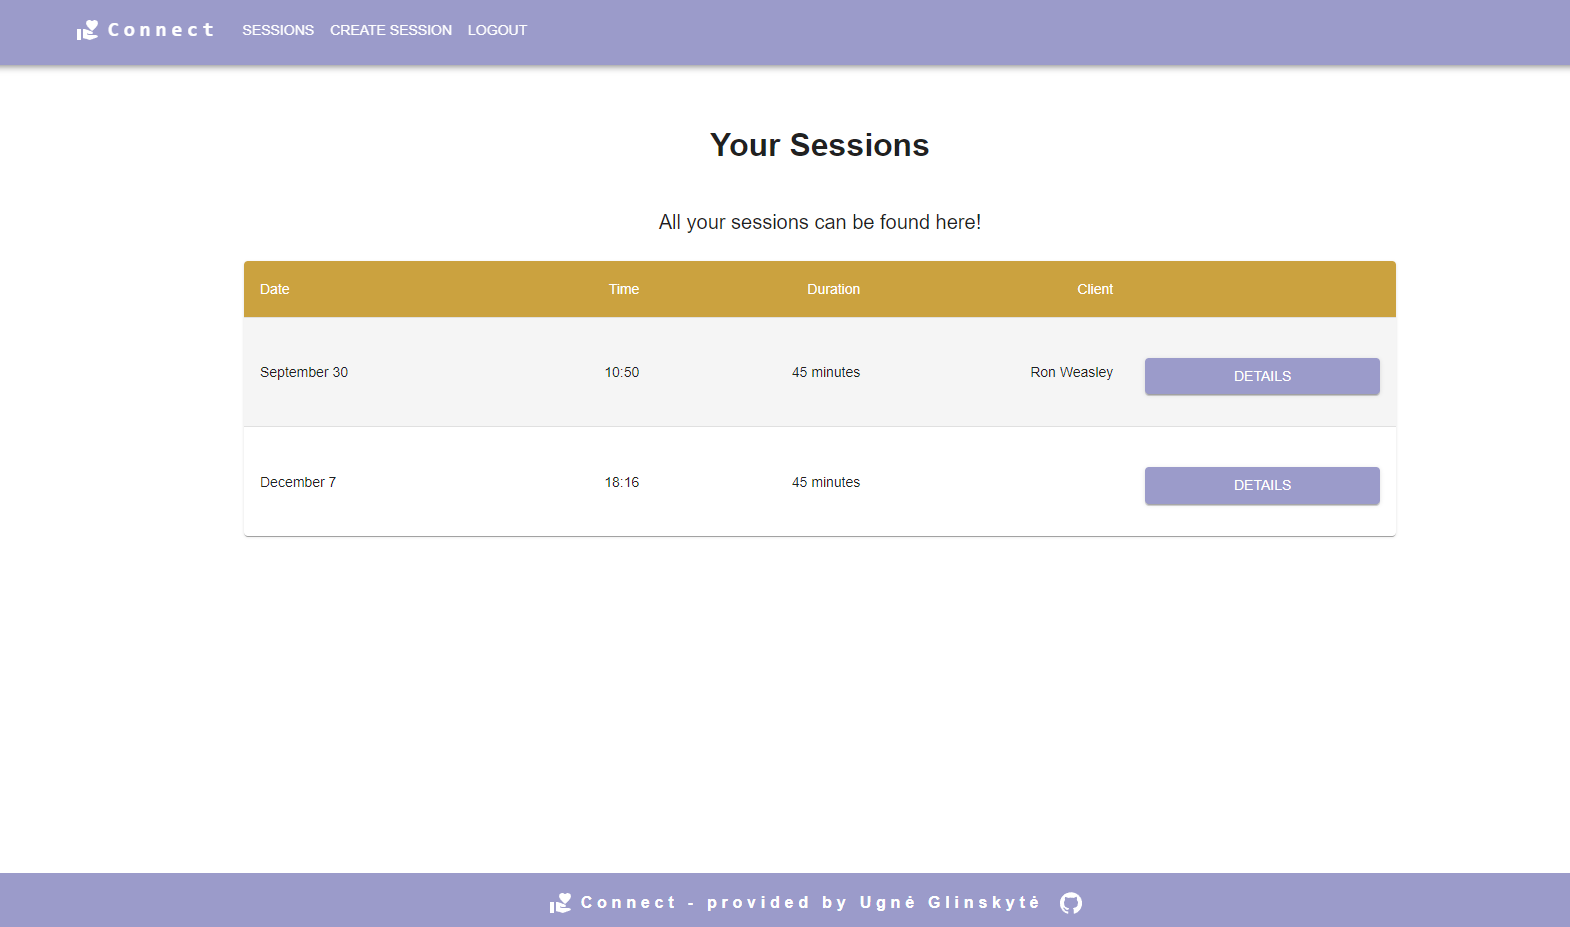 Connect SESSIONS CREATE SESSION LOGOUT
Your Sessions
All your sessions can be found here!
Date Time Duration Client
September 30 10:50 45 minutes Ron Weasley DETAILS
December 7 18:16 45 minutes DETAILS
Connect - provided by Ugnė Glinskytė